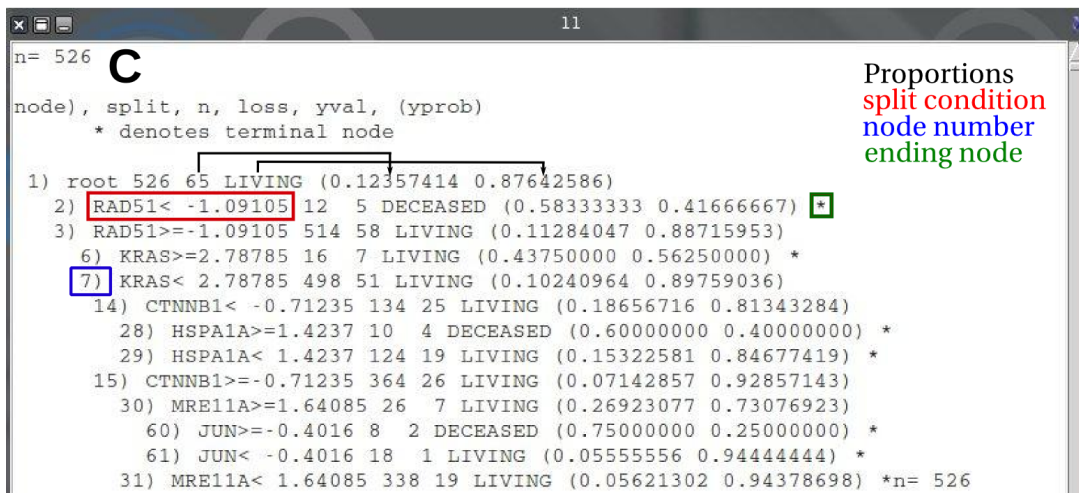 11
n= 526
C
node), split, n, loss, yval, (yprob)
* denotes terminal node
Proportions
split condition
node number
ending node
1) root 526 65 LIVING (0.12357414 0.87642586)
2) RAD51< -1.09105 12 5 DECEASED (0.58333333 0.41666667) *
3) RAD51>=-1.09105 514 58 LIVING (0.11284047 0.88715953)
6) KRAS>=2.78785 16 7 LIVING (0.43750000 0.56250000) *
7) KRAS< 2.78785 498 51 LIVING (0.10240964 0.89759036)
14) CTNNB1< -0.71235 134 25 LIVING (0.18656716 0.81343284)
28) HSPA1A>=1.4237 10 4 DECEASED (0.60000000 0.40000000) *
29) HSPA1A< 1.4237 124 19 LIVING (0.15322581 0.84677419) *
15) CTNNB1>=-0.71235 364 26 LIVING (0.07142857 0.92857143)
30) MRE11A>=1.64085 26 7 LIVING (0.26923077 0.73076923)
60) JUN>=-0.4016 8 2 DECEASED (0.75000000 0.25000000) *
61) JUN< -0.4016 18 1 LIVING (0.05555556 0.94444444) *
31) MRE11A< 1.64085 338 19 LIVING (0.05621302 0.94378698) *n= 526